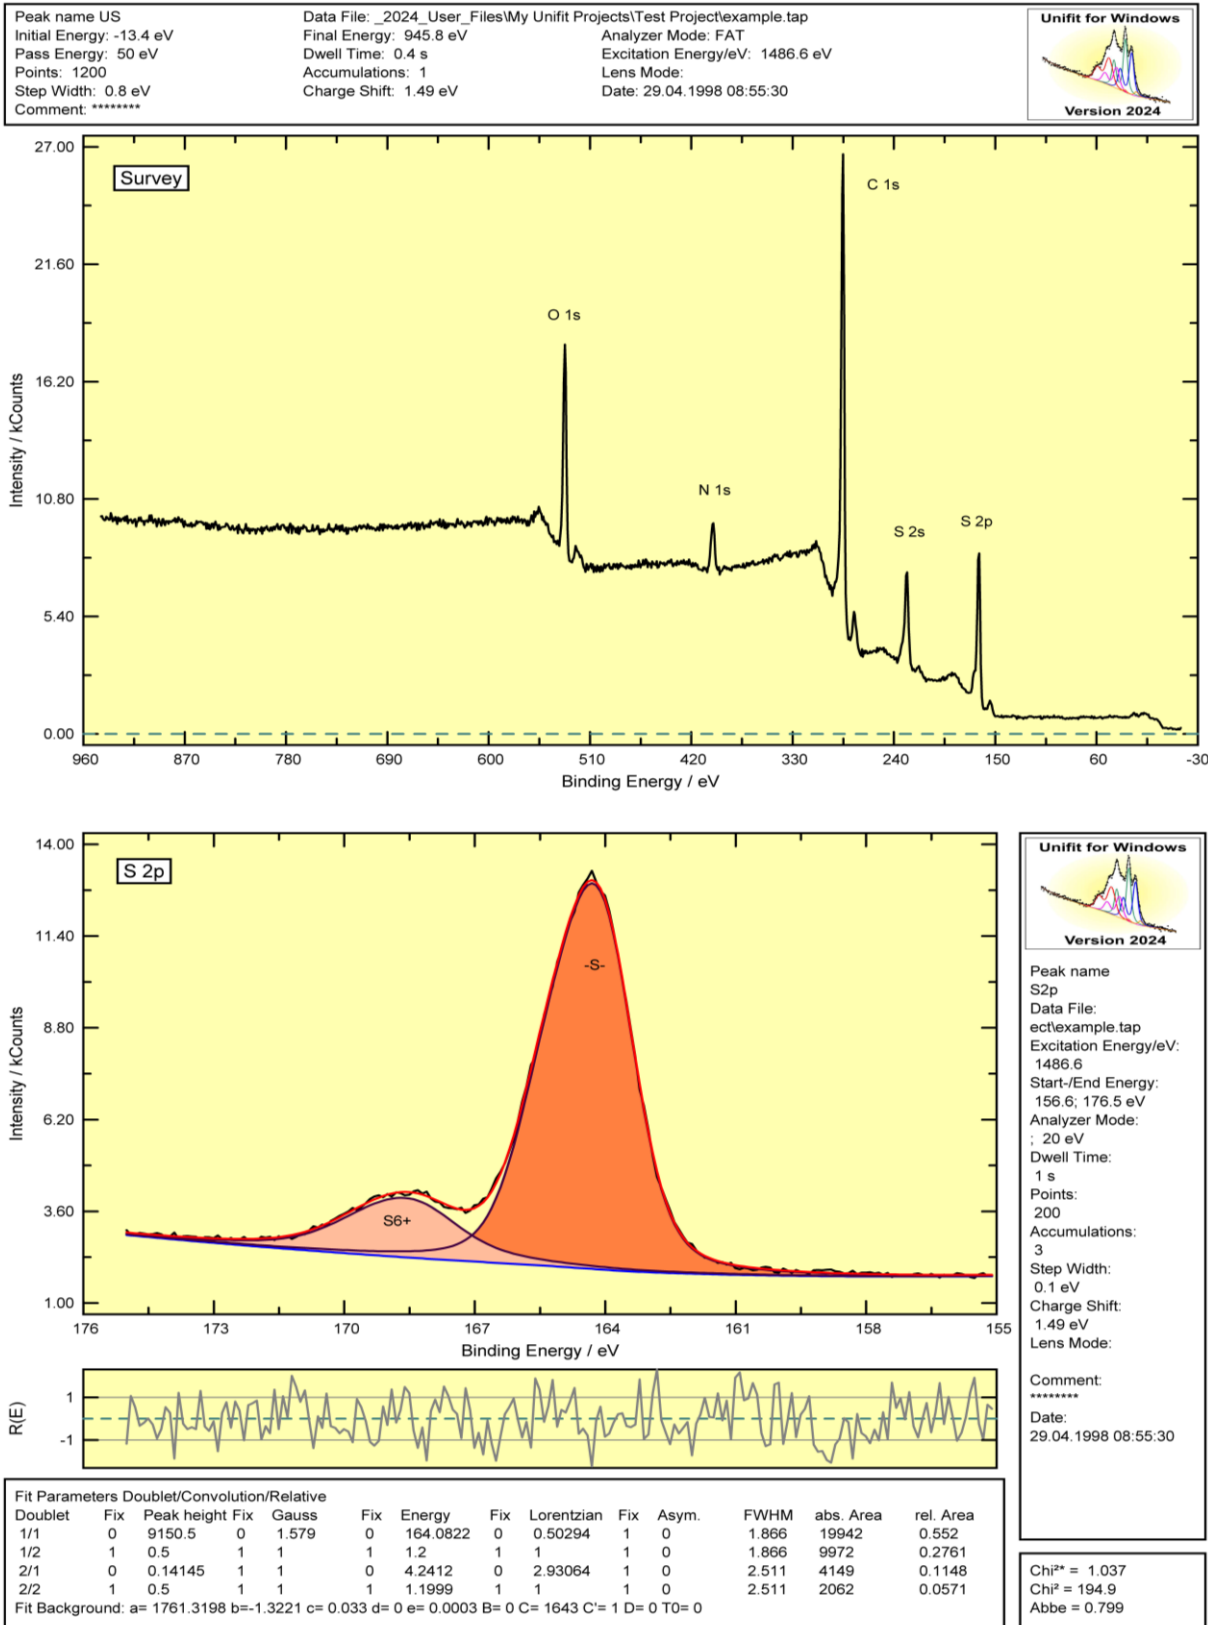 Peak name US Data File: _2024_User_Files\My Unifit Projects\Test Project\example.tap
Initial Energy: -13.4 eV Final Energy: 945.8 eV Analyzer Mode: FAT
Pass Energy: 50 eV Dwell Time: 0.4 s Excitation Energy/eV: 1486.6 eV
Points: 1200 Accumulations: 1 Lens Mode:
Step Width: 0.8 eV Charge Shift: 1.49 eV Date: 29.04.1998 08:55:30
Comment: ********
Unifit for Windows
Version 2024
Survey
C 1s
O 1s
N 1s
S 2s
S 2p
27.00
21.60
16.20
10.80
5.40
0.00
Intensity / kCounts
960 870 780 690 600 510 420 330 240 150 60 -30
Binding Energy / eV
S 2p
-S-
S6+
14.00
11.40
8.80
6.20
3.60
1.00
Intensity / kCounts
176 173 170 167 164 161 158 155
Binding Energy / eV
R(E)
1
-1
Unifit for Windows
Version 2024
Peak name
S2p
Data File:
ect\example.tap
Excitation Energy/eV:
1486.6
Start-/End Energy:
156.6; 176.5 eV
Analyzer Mode:
; 20 eV
Dwell Time:
1 s
Points:
200
Accumulations:
3
Step Width:
0.1 eV
Charge Shift:
1.49 eV
Lens Mode:
Comment:
********
Date:
29.04.1998 08:55:30
Fit Parameters Doublet/Convolution/Relative
Doublet Fix Peak height Fix Gauss Fix Energy Fix Lorentzian Fix Asym. FWHM abs. Area rel. Area
1/1 0 9150.5 0 1.579 0 164.0822 0 0.50294 1 0 1.866 19942 0.552
1/2 1 0.5 1 1 1 1.2 1 1 1 0 1.866 9972 0.2761
2/1 0 0.14145 1 1 0 4.2412 0 2.93064 1 0 2.511 4149 0.1148
2/2 1 0.5 1 1 1 1.1999 1 1 1 0 2.511 2062 0.0571
Fit Background: a= 1761.3198 b=-1.3221 c= 0.033 d= 0 e= 0.0003 B= 0 C= 1643 C'= 1 D= 0 T0= 0
Chi²* = 1.037
Chi² = 194.9
Abbe = 0.799